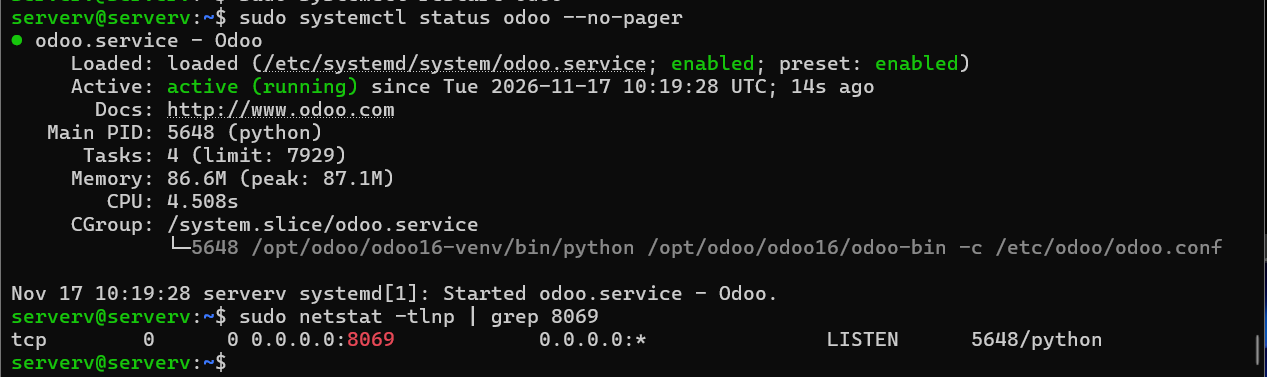 serverv@serverv:~$ sudo systemctl status odoo --no-pager
● odoo.service - Odoo
     Loaded: loaded (/etc/systemd/system/odoo.service; enabled; preset: enabled)
     Active: active (running) since Tue 2026-11-17 10:19:28 UTC; 14s ago
       Docs: http://www.odoo.com
   Main PID: 5648 (python)
      Tasks: 4 (limit: 7929)
     Memory: 86.6M (peak: 87.1M)
        CPU: 4.508s
     CGroup: /system.slice/odoo.service
             └─5648 /opt/odoo/odoo16-venv/bin/python /opt/odoo/odoo16/odoo-bin -c /etc/odoo/odoo.conf

Nov 17 10:19:28 serverv systemd[1]: Started odoo.service - Odoo.
serverv@serverv:~$ sudo netstat -tlnp | grep 8069
tcp        0      0 0.0.0.0:8069            0.0.0.0:*               LISTEN      5648/python
serverv@serverv:~$